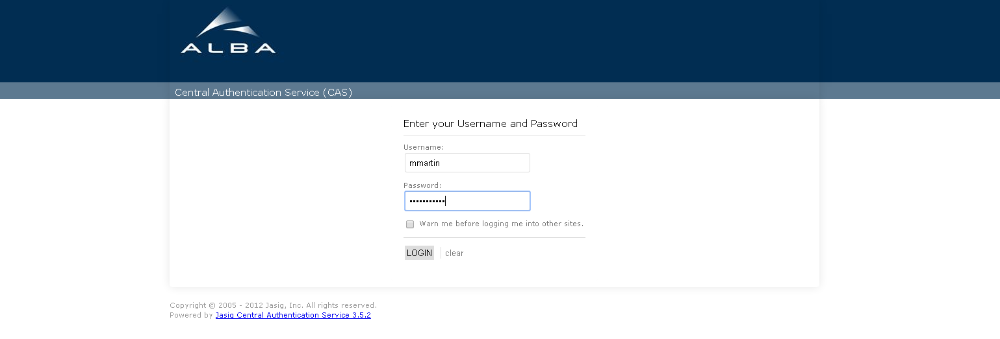 ALBA
Central Authentication Service (CAS)
Enter your Username and Password
Username:
mmartin
Password:
•••••••••••
Warn me before logging me into other sites.
LOGIN
clear
Copyright © 2005 - 2012 Jasig, Inc. All rights reserved.
Powered by Jasig Central Authentication Service 3.5.2